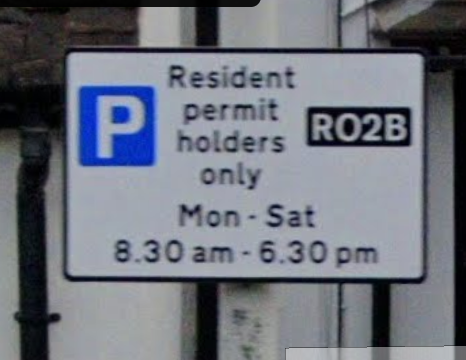 P
Resident
permit
holders
only
RO2B
Mon - Sat
8.30 am - 6.30 pm